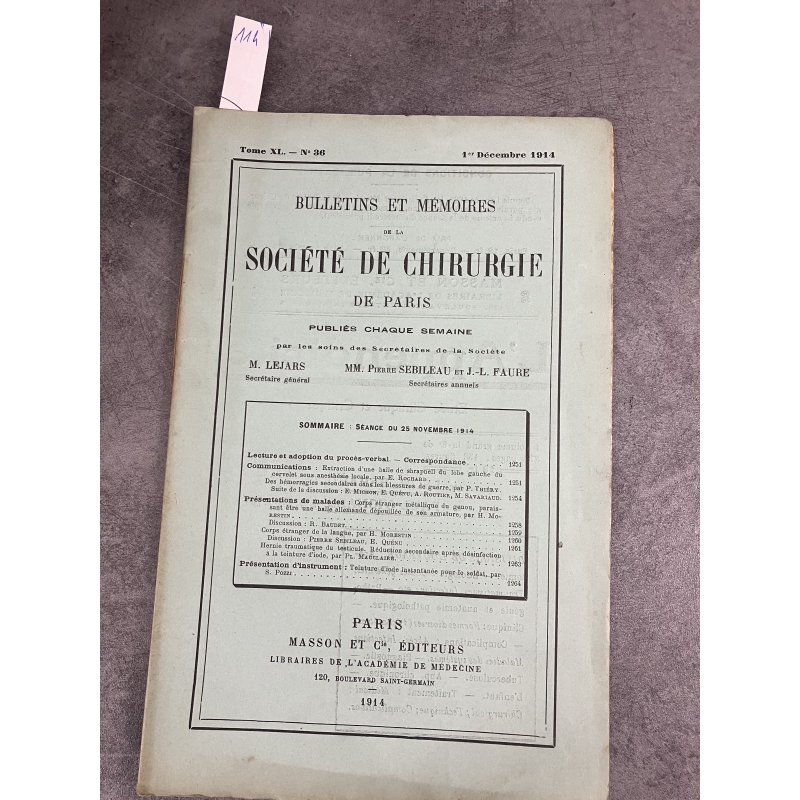 114
Tome XL. — N° 36 1er Décembre 1914
BULLETINS ET MÉMOIRES
DE LA
SOCIÉTÉ DE CHIRURGIE
DE PARIS
PUBLIÉS CHAQUE SEMAINE
par les soins des Secrétaires de la Société
M. LEJARS MM. PIERRE SEBILEAU ET J.-L. FAURE
Secrétaire général Secrétaires annuels
SOMMAIRE : SÉANCE DU 25 NOVEMBRE 1914
Lecture et adoption du procès-verbal. — Correspondance. . . . . . 1251
Communications : Extraction d'une balle de shrapnell du lobe gauche du
cervelet sous anesthésie locale, par E. ROCHARD. . . . . . 1251
Des hémorragies secondaires dans les blessures de guerre, par P. THIÉRY.
Suite de la discussion : E. MIGNON, E. QUÉNU, A. ROUTIER, M. SAVARIAUD. 1254
Présentations de malades : Corps étranger métallique du genou, parais-
sant être une balle allemande dépouillée de son armature, par H. MO-
RESTIN . . . . . . 1258
Discussion : R. BAUDET. . . . . . 1259
Corps étranger de la langue, par H. MORESTIN . . . . . . 1260
Discussion : PIERRE SEBILEAU, E. QUÉNU . . . . . . 1261
Hernie traumatique du testicule. Réduction secondaire après désinfection
à la teinture d'iode, par PL. MAUCLAIRE. . . . . . 1263
Présentation d'instrument : Teinture d'iode instantanée pour le soldat, par
S. POZZI . . . . . . 1264
PARIS
MASSON ET Cie, ÉDITEURS
LIBRAIRES DE L'ACADÉMIE DE MÉDECINE
120, BOULEVARD SAINT-GERMAIN
1914